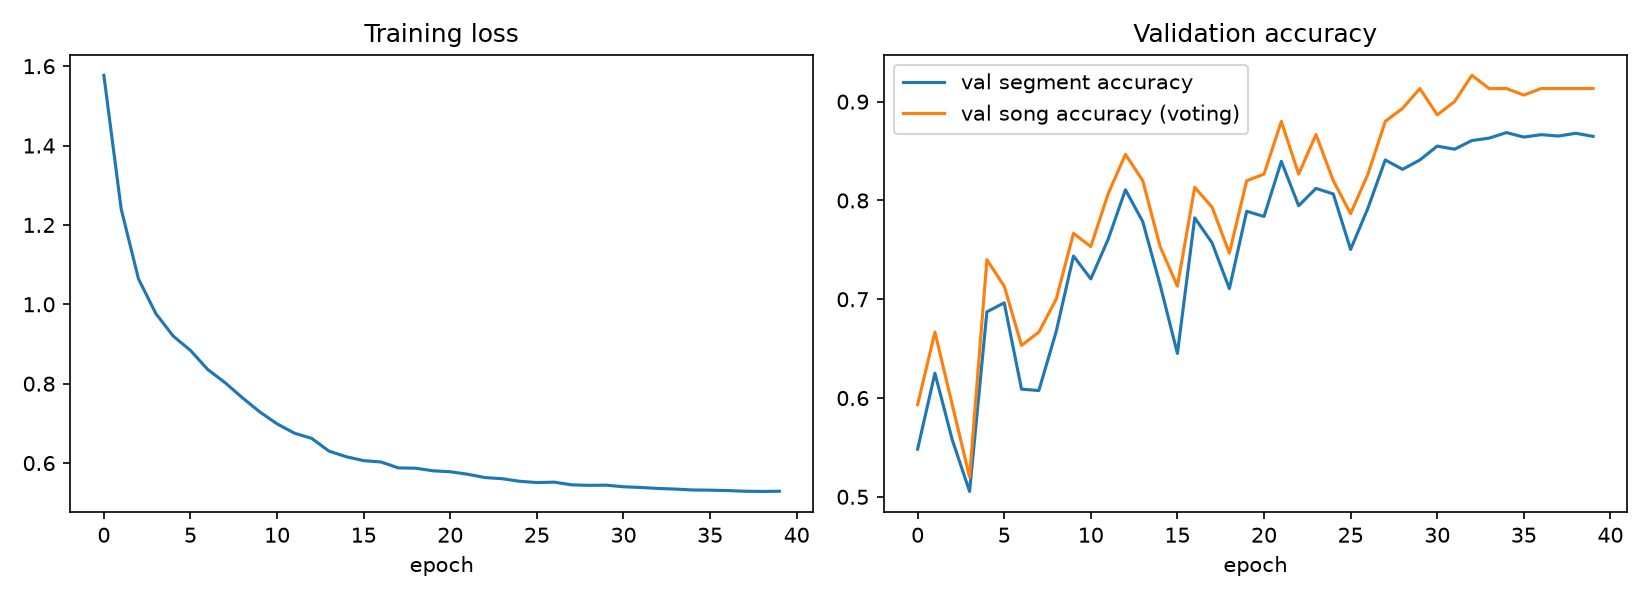 Training loss
1.6
1.4
1.2
1.0
0.8
0.6
0 5 10 15 20 25 30 35 40
epoch
Validation accuracy
val segment accuracy
val song accuracy (voting)
0.9
0.8
0.7
0.6
0.5
0 5 10 15 20 25 30 35 40
epoch